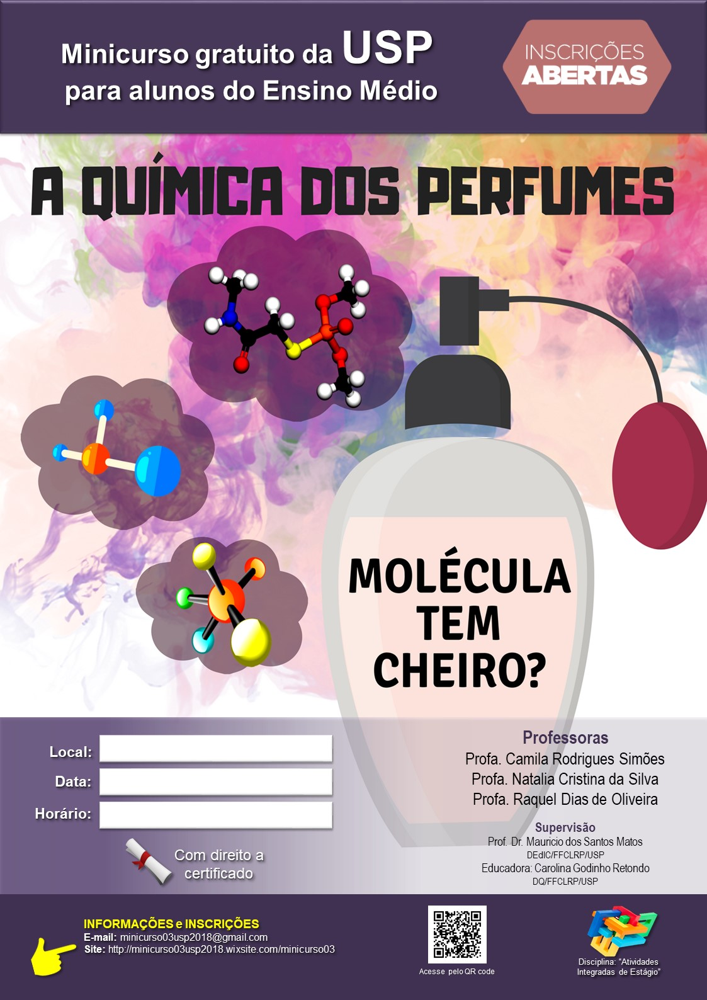 Minicurso gratuito da USP
para alunos do Ensino Médio
INSCRIÇÕES
ABERTAS
A QUÍMICA DOS PERFUMES
MOLÉCULA
TEM
CHEIRO?
Local:
Data:
Horário:
Com direito a
certificado
Professoras
Profa. Camila Rodrigues Simões
Profa. Natalia Cristina da Silva
Profa. Raquel Dias de Oliveira
Supervisão
Prof. Dr. Mauricio dos Santos Matos
DEdIC/FFCLRP/USP
Educadora: Carolina Godinho Retondo
DQ/FFCLRP/USP
INFORMAÇÕES e INSCRIÇÕES
E-mail: minicurso03usp2018@gmail.com
Site: http://minicurso03usp2018.wixsite.com/minicurso03
Acesse pelo QR code
Disciplina: “Atividades
Integradas de Estágio”